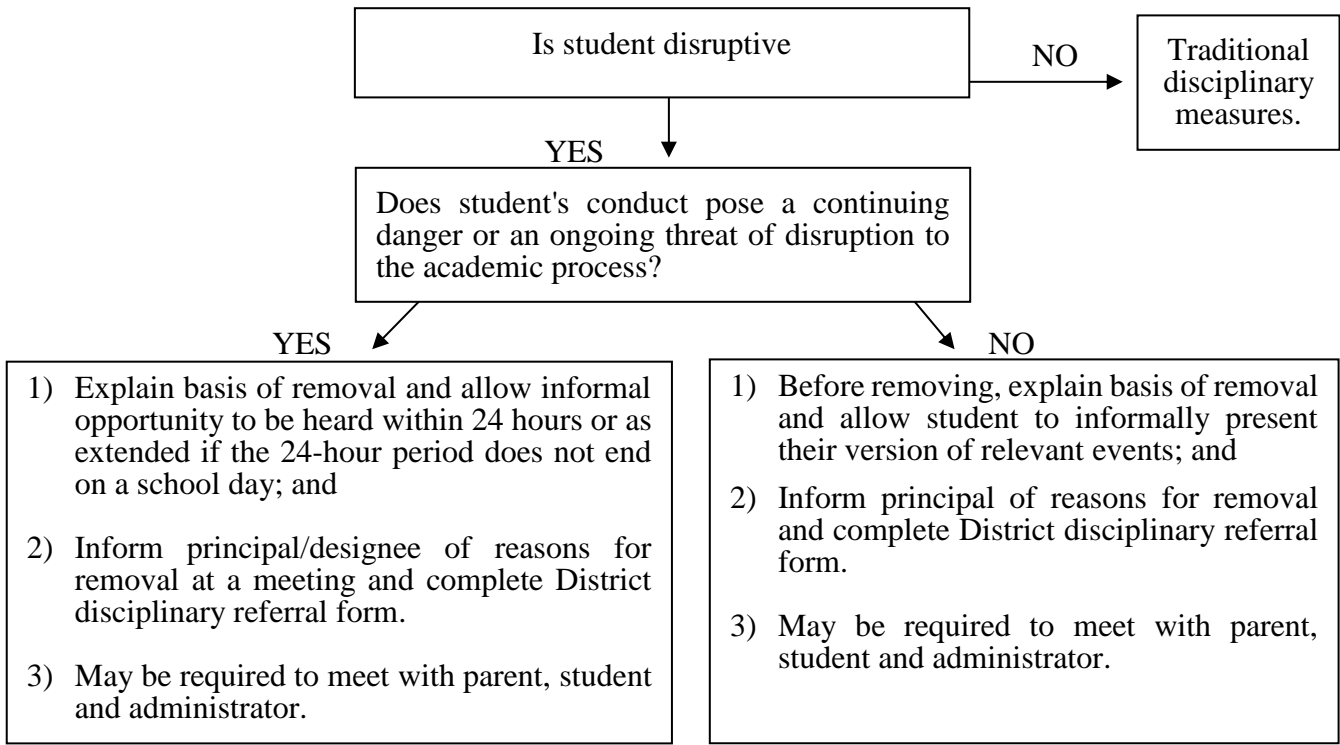 Is student disruptive
NO
Traditional
disciplinary
measures.
YES
Does student's conduct pose a continuing
danger or an ongoing threat of disruption to
the academic process?
YES
NO
1) Explain basis of removal and allow informal
opportunity to be heard within 24 hours or as
extended if the 24-hour period does not end
on a school day; and
2) Inform principal/designee of reasons for
removal at a meeting and complete District
disciplinary referral form.
3) May be required to meet with parent, student
and administrator.
1) Before removing, explain basis of removal
and allow student to informally present
their version of relevant events; and
2) Inform principal of reasons for removal
and complete District disciplinary referral
form.
3) May be required to meet with parent,
student and administrator.